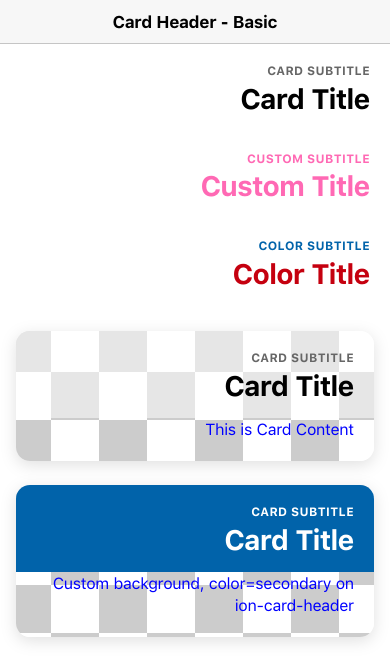 Card Header - Basic
CARD SUBTITLE
Card Title
CUSTOM SUBTITLE
Custom Title
COLOR SUBTITLE
Color Title
CARD SUBTITLE
Card Title
This is Card Content
CARD SUBTITLE
Card Title
Custom background, color=secondary on
ion-card-header